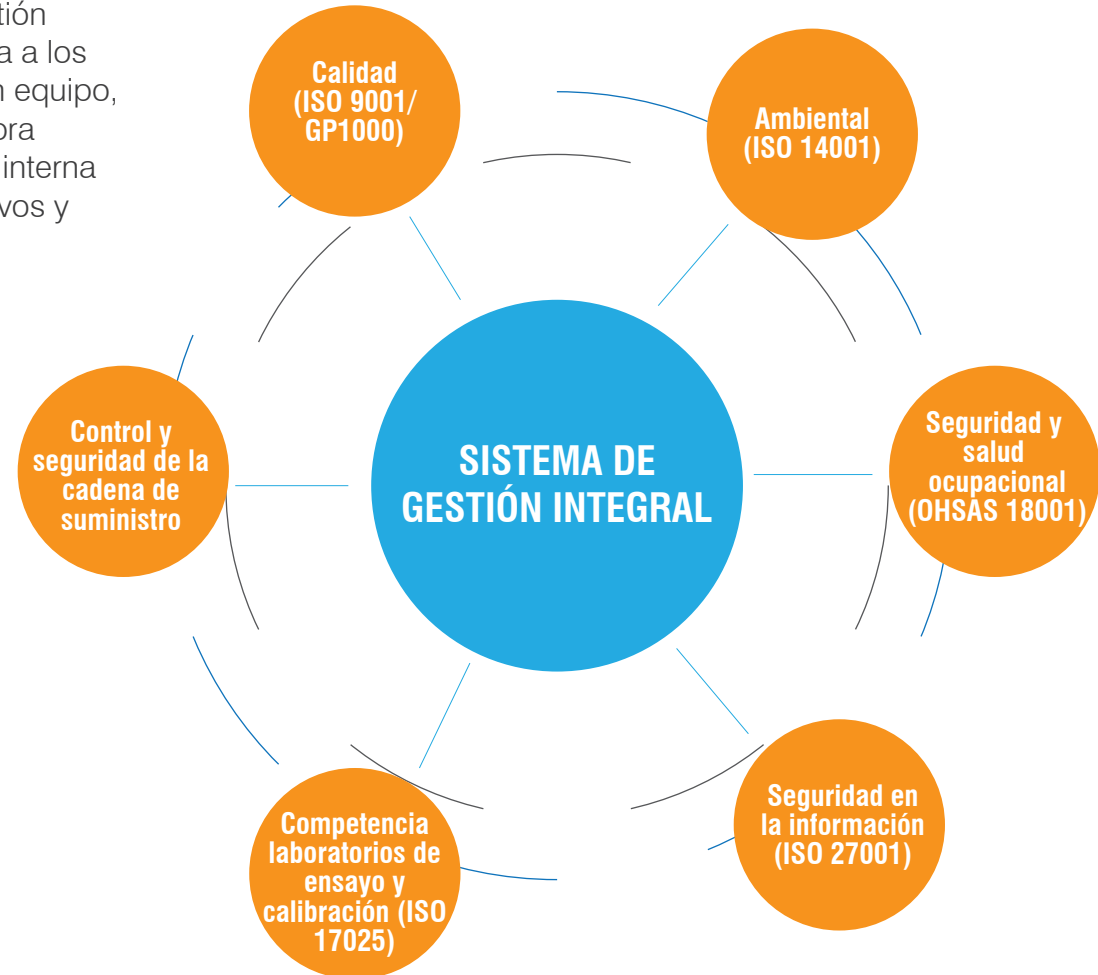 tión
a a los
n equipo,
ora
interna
vos y
Calidad
(ISO 9001/
GP1000)
Ambiental
(ISO 14001)
Control y
seguridad de la
cadena de
suministro
SISTEMA DE
GESTIÓN INTEGRAL
Seguridad y
salud
ocupacional
(OHSAS 18001)
Competencia
laboratorios de
ensayo y
calibración (ISO
17025)
Seguridad en
la información
(ISO 27001)